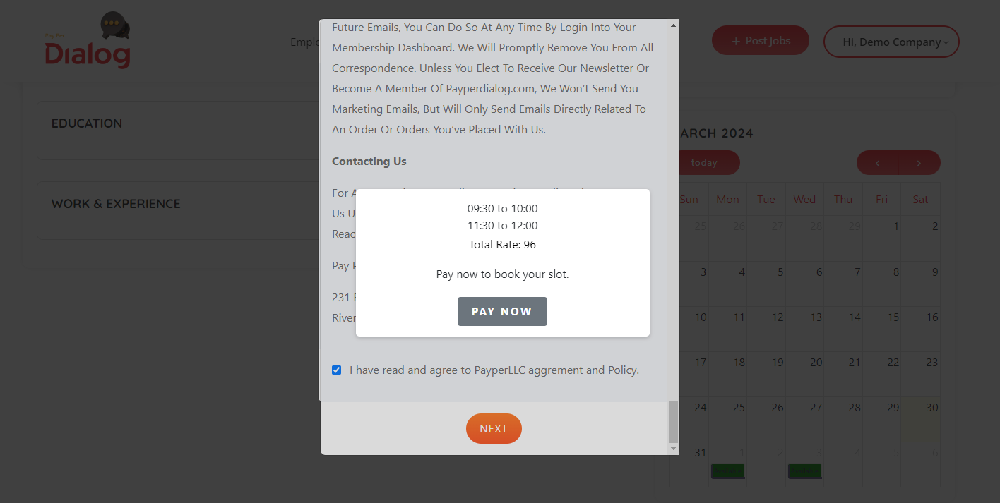 Pay Per
Dialog
Emplo
+ Post Jobs
Hi, Demo Company
Future Emails, You Can Do So At Any Time By Login Into Your
Membership Dashboard. We Will Promptly Remove You From All
Correspondence. Unless You Elect To Receive Our Newsletter Or
Become A Member Of Payperdialog.com, We Won't Send You
Marketing Emails, But Will Only Send Emails Directly Related To
An Order Or Orders You've Placed With Us.
Contacting Us
For A
Us U
Reac
Pay P
231 E
River
09:30 to 10:00
11:30 to 12:00
Total Rate: 96
Pay now to book your slot.
PAY NOW
I have read and agree to PayperLLC aggrement and Policy.
NEXT
EDUCATION
WORK & EXPERIENCE
ARCH 2024
today
Sun Mon Tue Wed Thu Fri Sat
25 26 27 28 29 1 2
3 4 5 6 7 8 9
10 11 12 13 14 15 16
17 18 19 20 21 22 23
24 25 26 27 28 29 30
31 1 2 3 4 5 6